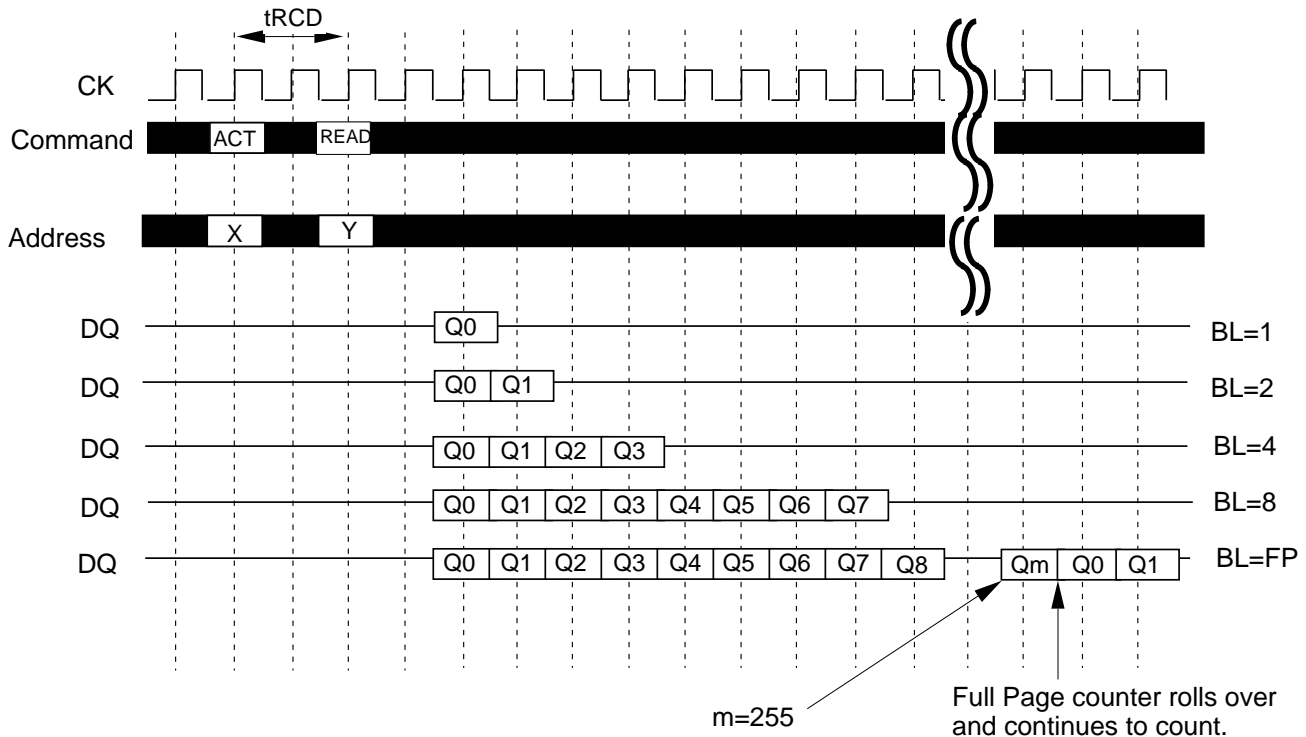 tRCD
CK
Command ACT READ
Address X Y
DQ Q0 BL=1
DQ Q0 Q1 BL=2
DQ Q0 Q1 Q2 Q3 BL=4
DQ Q0 Q1 Q2 Q3 Q4 Q5 Q6 Q7 BL=8
DQ Q0 Q1 Q2 Q3 Q4 Q5 Q6 Q7 Q8 Qm Q0 Q1 BL=FP
m=255
Full Page counter rolls over
and continues to count.